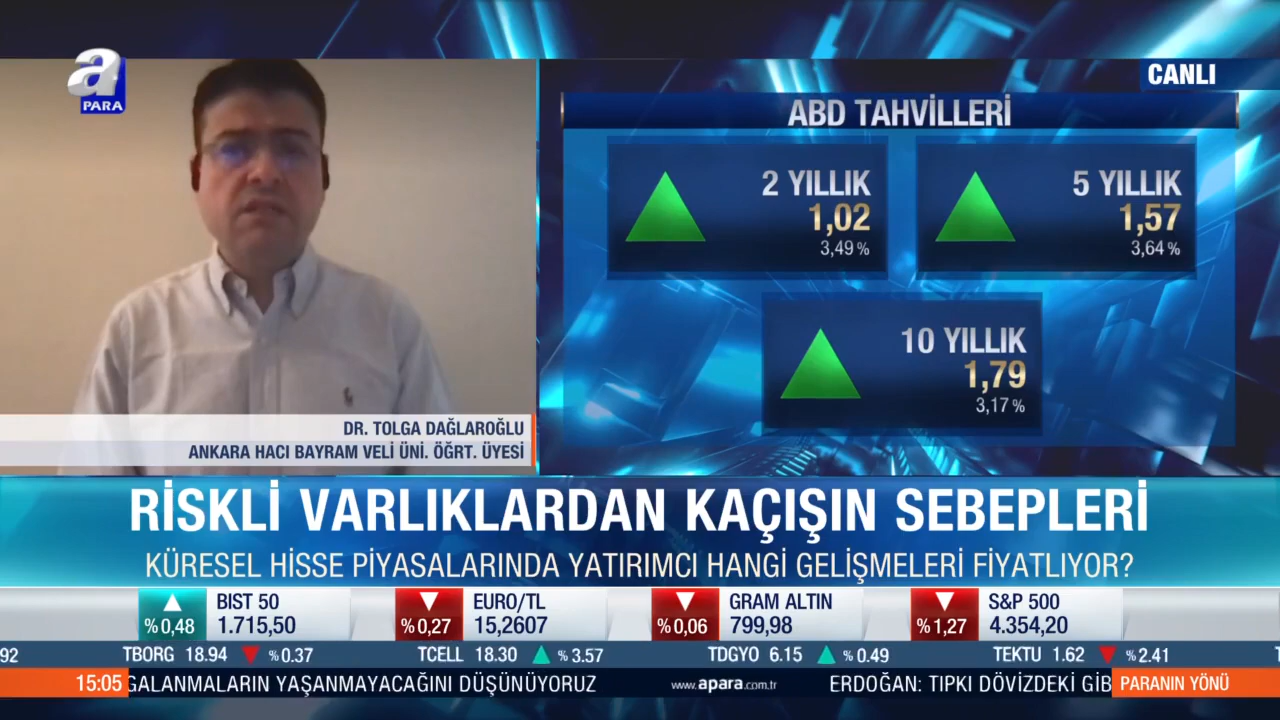 a
PARA
CANLI
ABD TAHVİLLERİ
2 YILLIK
1,02
3,49 %
5 YILLIK
1,57
3,64 %
10 YILLIK
1,79
3,17 %
DR. TOLGA DAĞLAROĞLU
ANKARA HACI BAYRAM VELİ ÜNİ. ÖĞRT. ÜYESİ
RİSKLİ VARLIKLARDAN KAÇIŞIN SEBEPLERİ
KÜRESEL HİSSE PİYASALARINDA YATIRIMCI HANGİ GELİŞMELERİ FİYATLIYOR?
% 0,48 BIST 50 1.715,50
% 0,27 EURO/TL 15,2607
% 0,06 GRAM ALTIN 799,98
% 1,27 S&P 500 4.354,20
92 TBORG 18.94 % 0.37 TCELL 18.30 % 3.57 TDGYO 6.15 % 0.49 TEKTU 1.62 % 2.41
15:05 GALANMALARIN YAŞANMAYACAĞINI DÜŞÜNÜYORUZ www.apara.com.tr ERDOĞAN: TIPKI DÖVİZDEKİ GİB PARANIN YÖNÜ